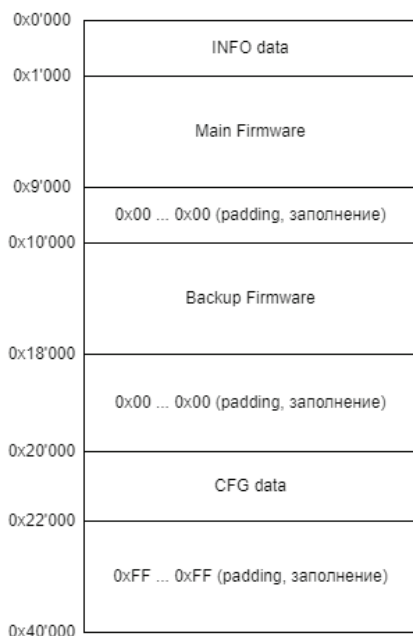 0x0'000
INFO data
0x1'000
Main Firmware
0x9'000
0x00 ... 0x00 (padding, заполнение)
0x10'000
Backup Firmware
0x18'000
0x00 ... 0x00 (padding, заполнение)
0x20'000
CFG data
0x22'000
0xFF ... 0xFF (padding, заполнение)
0x40'000